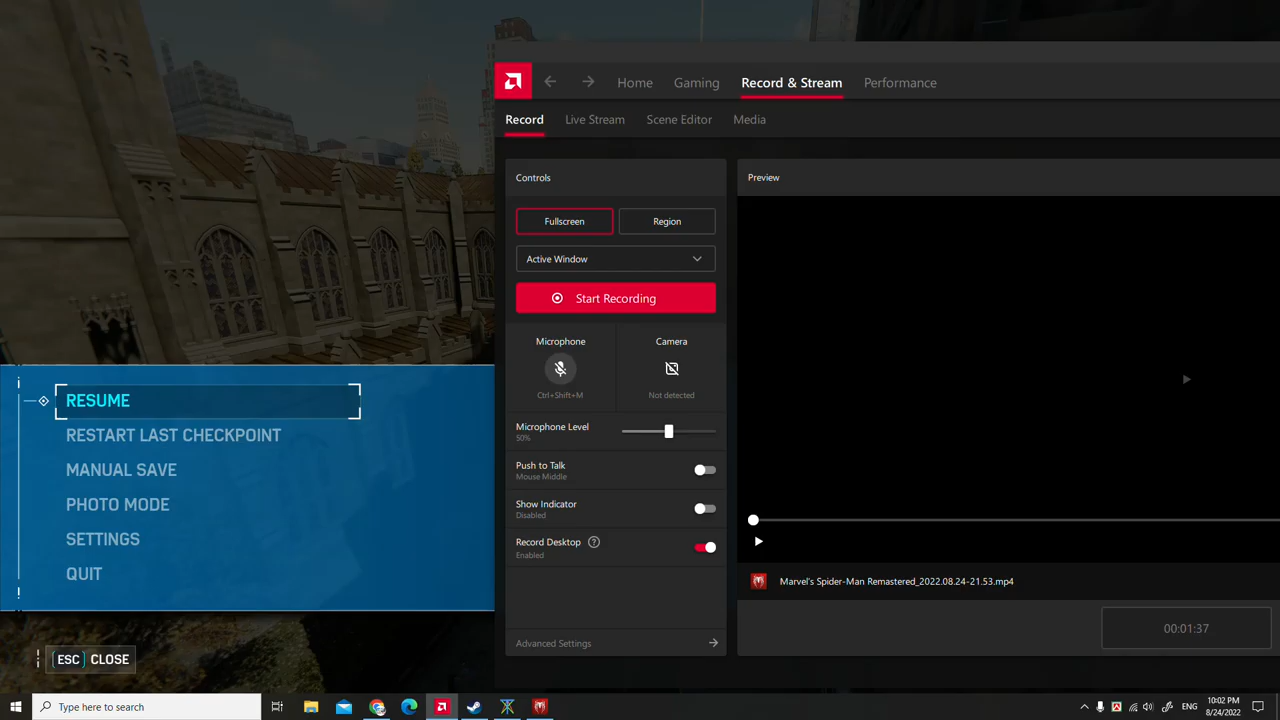 Home
Gaming
Record & Stream
Performance
Record
Live Stream
Scene Editor
Media
Controls
Fullscreen
Region
Active Window
Start Recording
Microphone
Ctrl+Shift+M
Camera
Not detected
Microphone Level
50%
Push to Talk
Mouse Middle
Show Indicator
Disabled
Record Desktop ?
Enabled
Advanced Settings
Preview
Marvel's Spider-Man Remastered_2022.08.24-21.53.mp4
00:01:37
RESUME
RESTART LAST CHECKPOINT
MANUAL SAVE
PHOTO MODE
SETTINGS
QUIT
ESC CLOSE
Type here to search
ENG
10:02 PM
8/24/2022